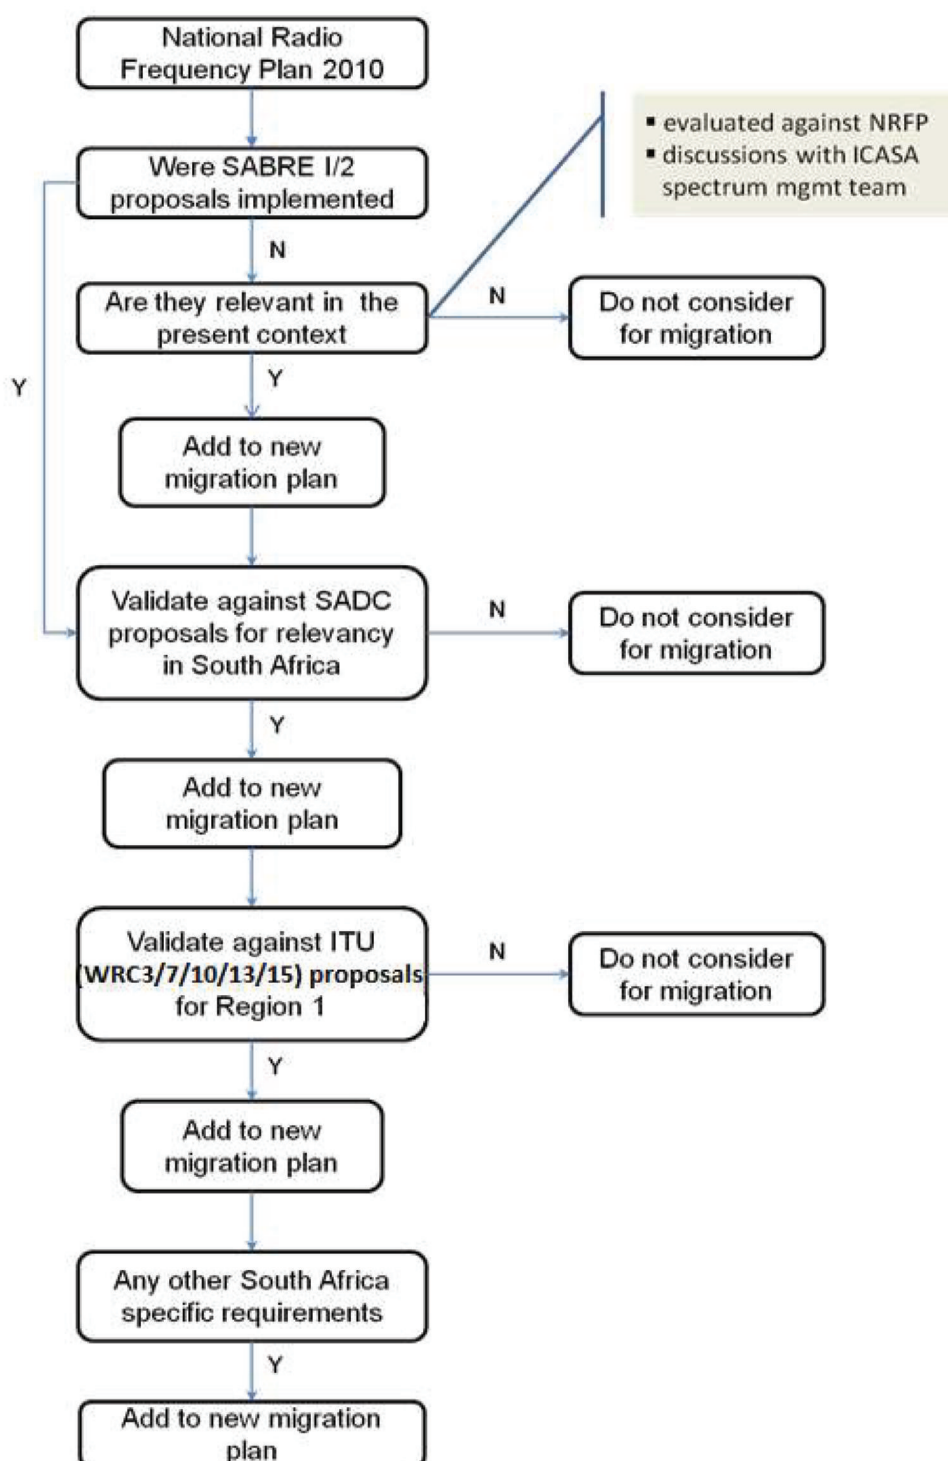 National Radio
Frequency Plan 2010
▪ evaluated against NRFP
▪ discussions with ICASA
spectrum mgmt team
Were SABRE I/2
proposals implemented
N
Are they relevant in the
present context
N
Do not consider
for migration
Y
Y
Add to new
migration plan
Validate against SADC
proposals for relevancy
in South Africa
N
Do not consider
for migration
Y
Add to new
migration plan
Validate against ITU
(WRC3/7/10/13/15) proposals
for Region 1
N
Do not consider
for migration
Y
Add to new
migration plan
Any other South Africa
specific requirements
Y
Add to new migration
plan